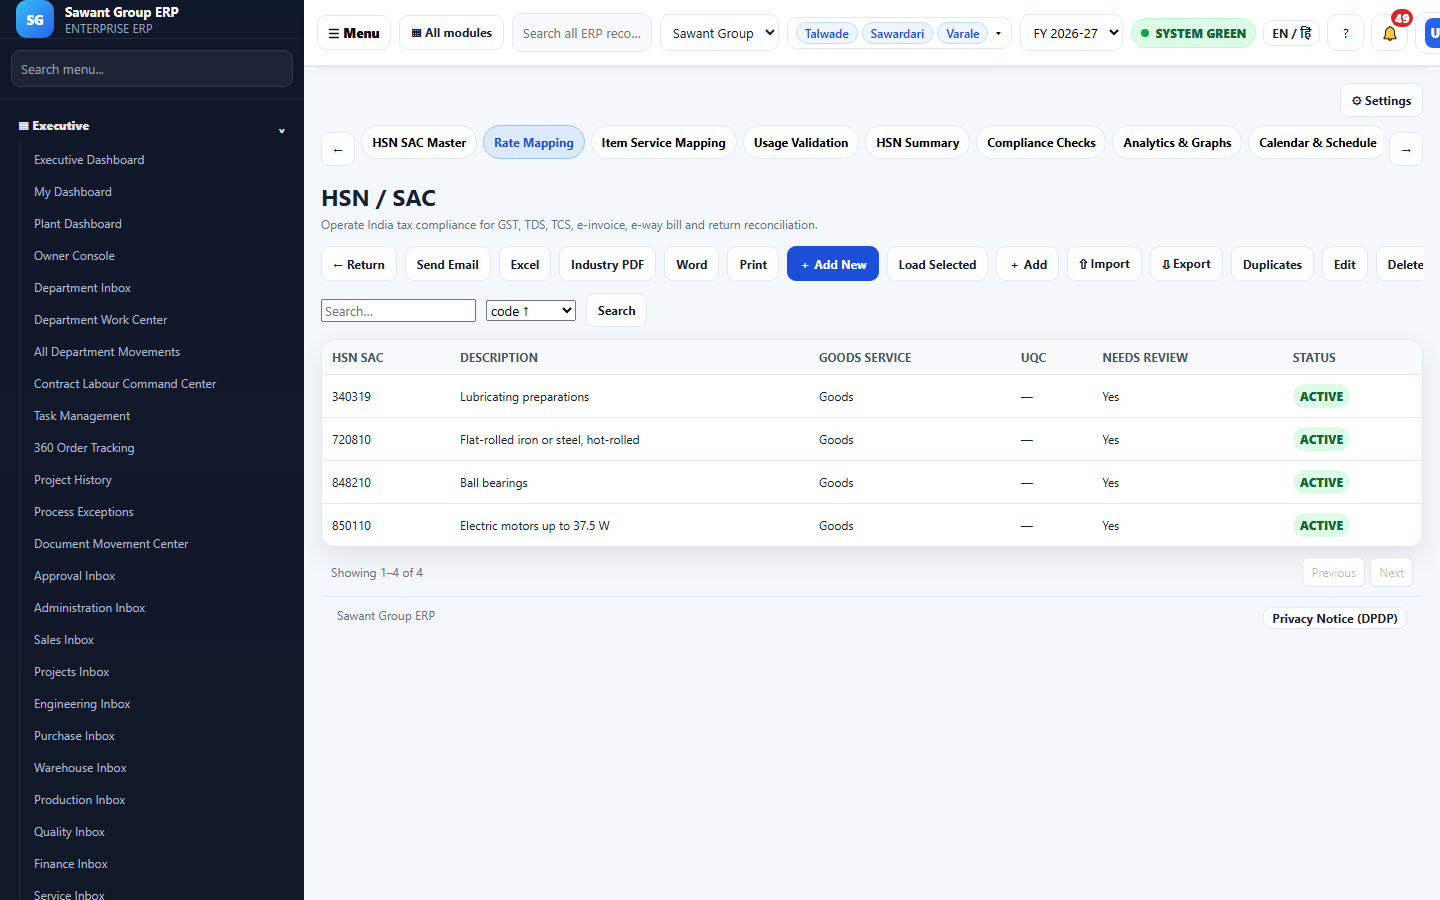 SG
Sawant Group ERP
ENTERPRISE ERP
Search menu...
Executive
Executive Dashboard
My Dashboard
Plant Dashboard
Owner Console
Department Inbox
Department Work Center
All Department Movements
Contract Labour Command Center
Task Management
360 Order Tracking
Project History
Process Exceptions
Document Movement Center
Approval Inbox
Administration Inbox
Sales Inbox
Projects Inbox
Engineering Inbox
Purchase Inbox
Warehouse Inbox
Production Inbox
Quality Inbox
Finance Inbox
Service Inbox
☰ Menu
All modules
Search all ERP reco...
Sawant Group
Talwade Sawardari Varale
FY 2026-27
SYSTEM GREEN
EN / हिं
?
49
U
⚙ Settings
← HSN SAC Master Rate Mapping Item Service Mapping Usage Validation HSN Summary Compliance Checks Analytics & Graphs Calendar & Schedule →
HSN / SAC
Operate India tax compliance for GST, TDS, TCS, e-invoice, e-way bill and return reconciliation.
← Return Send Email Excel Industry PDF Word Print + Add New Load Selected + Add ⇧ Import ⇩ Export Duplicates Edit Delete
Search... code ↑ Search
HSN SAC DESCRIPTION GOODS SERVICE UQC NEEDS REVIEW STATUS
340319 Lubricating preparations Goods — Yes ACTIVE
720810 Flat-rolled iron or steel, hot-rolled Goods — Yes ACTIVE
848210 Ball bearings Goods — Yes ACTIVE
850110 Electric motors up to 37.5 W Goods — Yes ACTIVE
Showing 1–4 of 4 Previous Next
Sawant Group ERP Privacy Notice (DPDP)